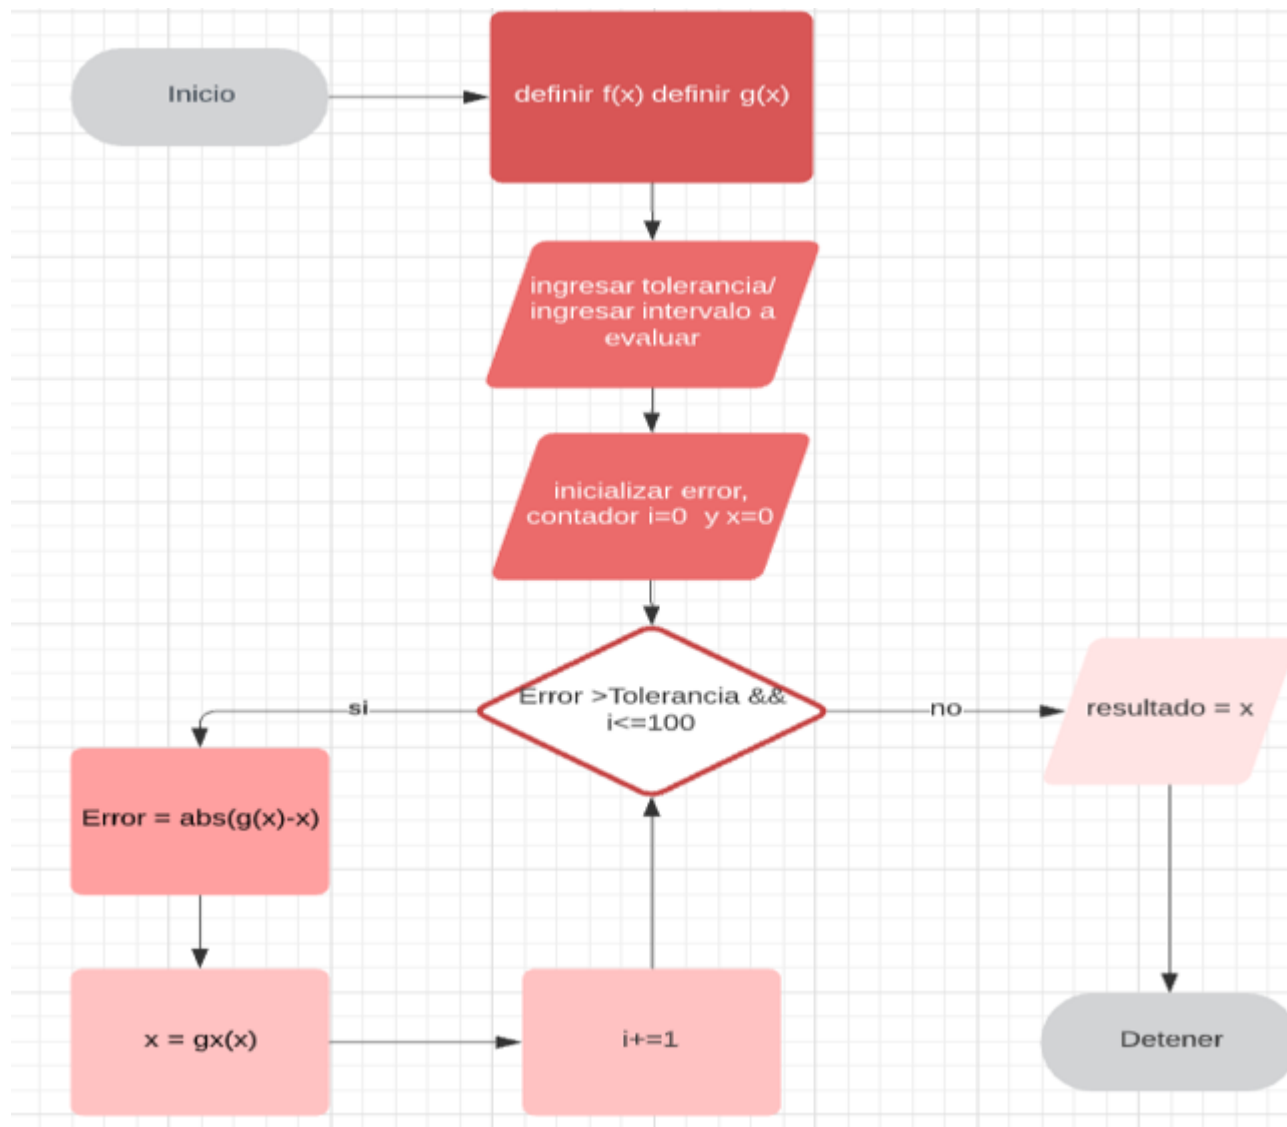 Inicio
definir f(x) definir g(x)
ingresar tolerancia/
ingresar intervalo a
evaluar
inicializar error,
contador i=0 y x=0
Error >Tolerancia &&
i<=100
si
no
resultado = x
Error = abs(g(x)-x)
x = gx(x)
i+=1
Detener